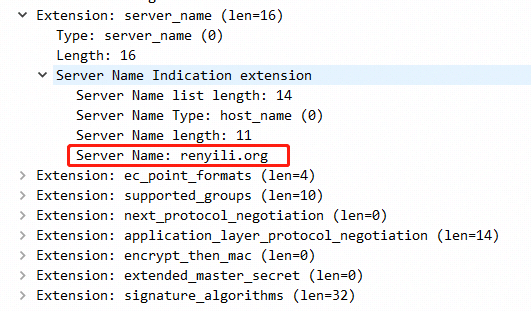 Extension: server_name (len=16)
Type: server_name (0)
Length: 16
Server Name Indication extension
Server Name list length: 14
Server Name Type: host_name (0)
Server Name length: 11
Server Name: renyili.org
Extension: ec_point_formats (len=4)
Extension: supported_groups (len=10)
Extension: next_protocol_negotiation (len=0)
Extension: application_layer_protocol_negotiation (len=14)
Extension: encrypt_then_mac (len=0)
Extension: extended_master_secret (len=0)
Extension: signature_algorithms (len=32)